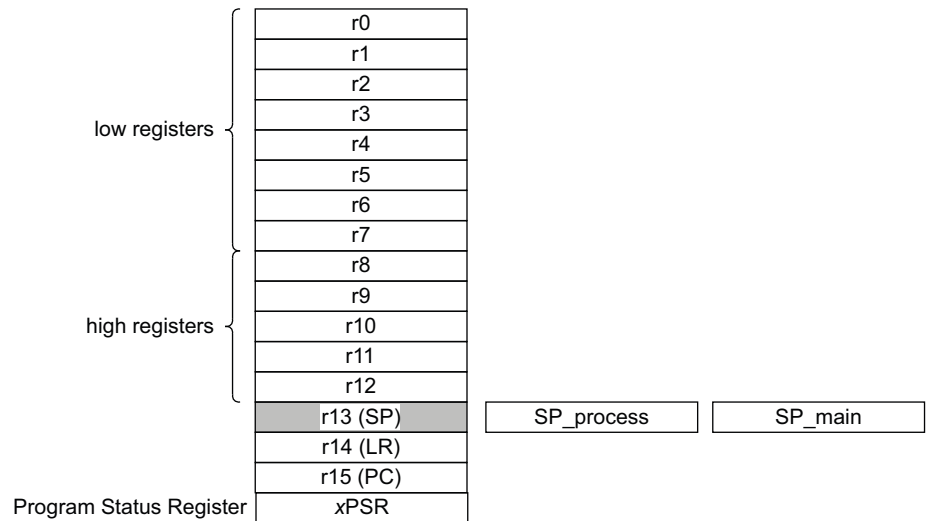 r0
r1
r2
r3
low registers
r4
r5
r6
r7
r8
r9
high registers
r10
r11
r12
r13 (SP) SP_process SP_main
r14 (LR)
r15 (PC)
Program Status Register xPSR